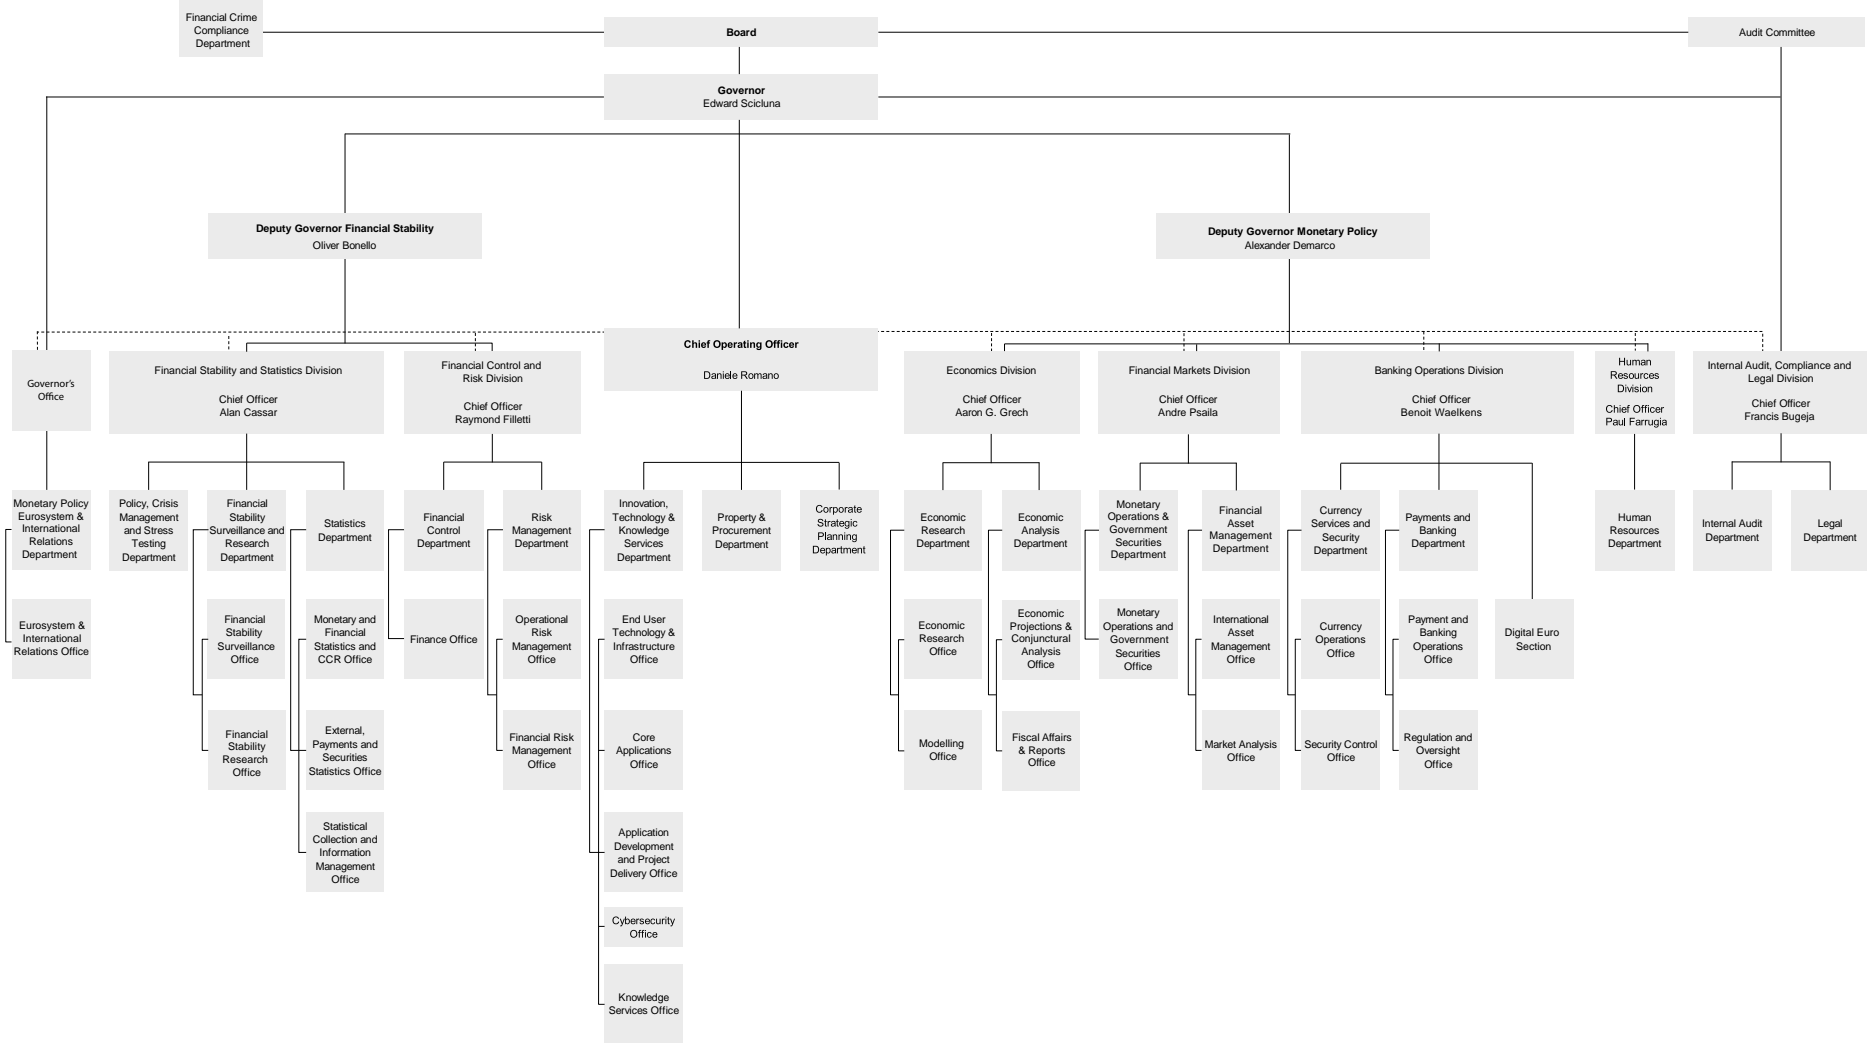 Financial Crime
Compliance
Department
Board
Audit Committee
Governor
Edward Scicluna
Deputy Governor Financial Stability
Oliver Bonello
Deputy Governor Monetary Policy
Alexander Demarco
Chief Operating Officer
Daniele Romano
Governor's
Office
Financial Stability and Statistics Division
Chief Officer
Alan Cassar
Financial Control and
Risk Division
Chief Officer
Raymond Filletti
Economics Division
Chief Officer
Aaron G. Grech
Financial Markets Division
Chief Officer
Andre Psaila
Banking Operations Division
Chief Officer
Benoit Waelkens
Human
Resources
Division
Chief Officer
Paul Farrugia
Internal Audit, Compliance and
Legal Division
Chief Officer
Francis Bugeja
Monetary Policy
Eurosystem &
International
Relations
Department
Policy, Crisis
Management
and Stress
Testing
Department
Financial
Stability
Surveillance and
Research
Department
Statistics
Department
Financial
Control
Department
Risk
Management
Department
Innovation,
Technology &
Knowledge
Services
Department
Property &
Procurement
Department
Corporate
Strategic
Planning
Department
Economic
Research
Department
Economic
Analysis
Department
Monetary
Operations &
Government
Securities
Department
Financial
Asset
Management
Department
Currency
Services and
Security
Department
Payments and
Banking
Department
Human
Resources
Department
Internal Audit
Department
Legal
Department
Eurosystem &
International
Relations Office
Financial
Stability
Surveillance
Office
Monetary and
Financial
Statistics and
CCR Office
Finance Office
Operational
Risk
Management
Office
End User
Technology &
Infrastructure
Office
Economic
Research
Office
Economic
Projections &
Conjunctural
Analysis
Office
Monetary
Operations and
Government
Securities
Office
International
Asset
Management
Office
Currency
Operations
Office
Payment and
Banking
Operations
Office
Digital Euro
Section
Financial
Stability
Research
Office
External,
Payments and
Securities
Statistics Office
Financial Risk
Management
Office
Core
Applications
Office
Modelling
Office
Fiscal Affairs
& Reports
Office
Market Analysis
Office
Security Control
Office
Regulation and
Oversight
Office
Statistical
Collection and
Information
Management
Office
Application
Development
and Project
Delivery Office
Cybersecurity
Office
Knowledge
Services Office